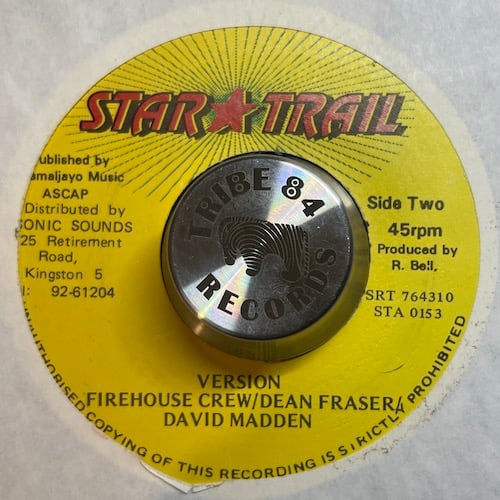 STAR TRAIL
ublished by
amaljayo Music
ASCAP
Distributed by
SONIC SOUNDS
25 Retirement
Road,
Kingston 5
l: 92-61204
TRIBE 84
RECORDS
Side Two
45rpm
Produced by
R. Bell,
SRT 764310
STA 0153
VERSION
FIREHOUSE CREW/DEAN FRASER/
DAVID MADDEN
UNAUTHORISED COPYING OF THIS RECORDING IS STRICTLY PROHIBITED